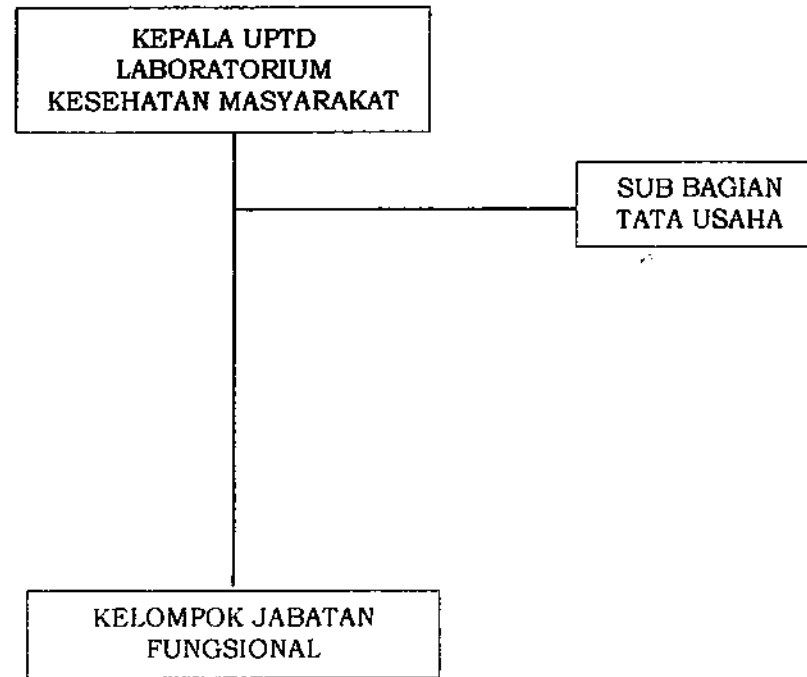 KEPALA UPTD
LABORATORIUM
KESEHATAN MASYARAKAT
SUB BAGIAN
TATA USAHA
KELOMPOK JABATAN
FUNGSIONAL